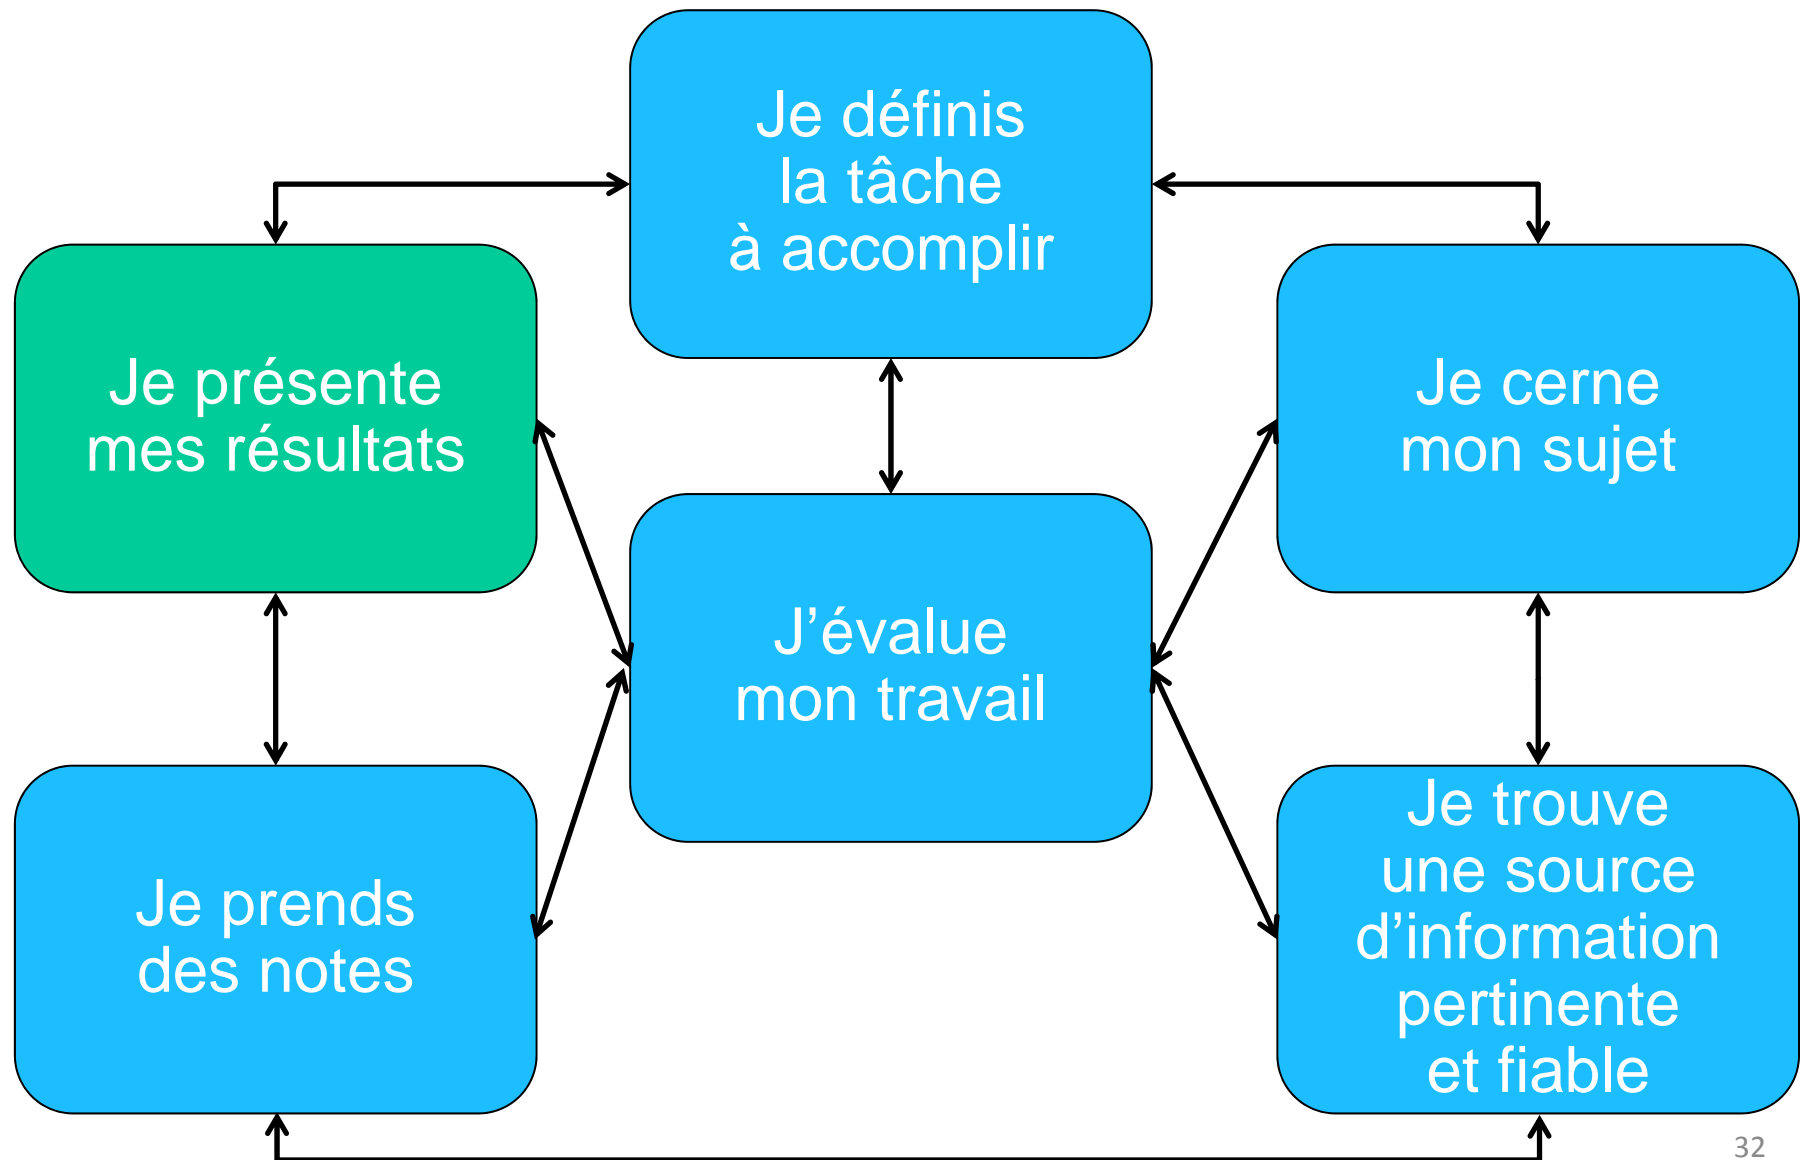 Je définis
la tâche
à accomplir
Je présente
mes résultats
Je cerne
mon sujet
J’évalue
mon travail
Je prends
des notes
Je trouve
une source
d’information
pertinente
et fiable
32